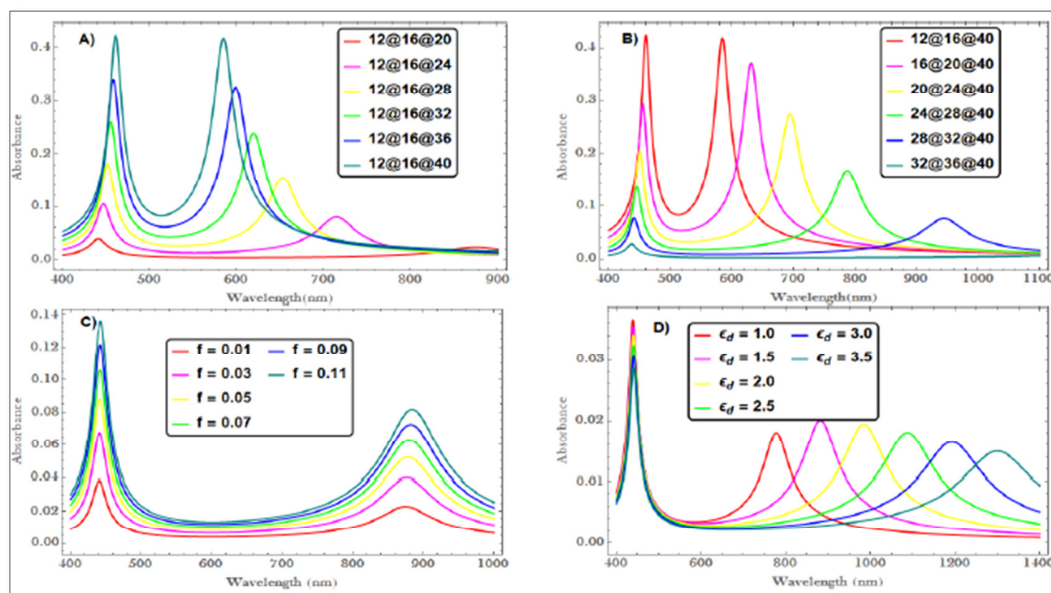 A)
12@16@20
12@16@24
12@16@28
12@16@32
12@16@36
12@16@40
Absorbance
0.4
0.3
0.2
0.1
0.0
400 500 600 700 800 900
Wavelength(nm)
B)
12@16@40
16@20@40
20@24@40
24@28@40
28@32@40
32@36@40
Absorbance
0.4
0.3
0.2
0.1
0.0
400 500 600 700 800 900 1000 1100
Wavelength(nm)
C)
f = 0.01 f = 0.09
f = 0.03 f = 0.11
f = 0.05
f = 0.07
Absorbance
0.14
0.12
0.10
0.08
0.06
0.04
0.02
0.00
400 500 600 700 800 900 1000
Wavelength (nm)
D)
ϵd = 1.0 ϵd = 3.0
ϵd = 1.5 ϵd = 3.5
ϵd = 2.0
ϵd = 2.5
Absorbance
0.03
0.02
0.01
0.00
400 600 800 1000 1200 1400
Wavelength (nm)